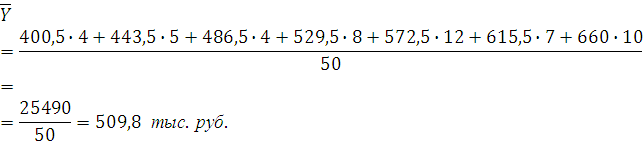 Y̅
= 400,5 · 4 + 443,5 · 5 + 486,5 · 4 + 529,5 · 8 + 572,5 · 12 + 615,5 · 7 + 660 · 10
50
=
= 25490
50
= 509,8 тыс. руб.